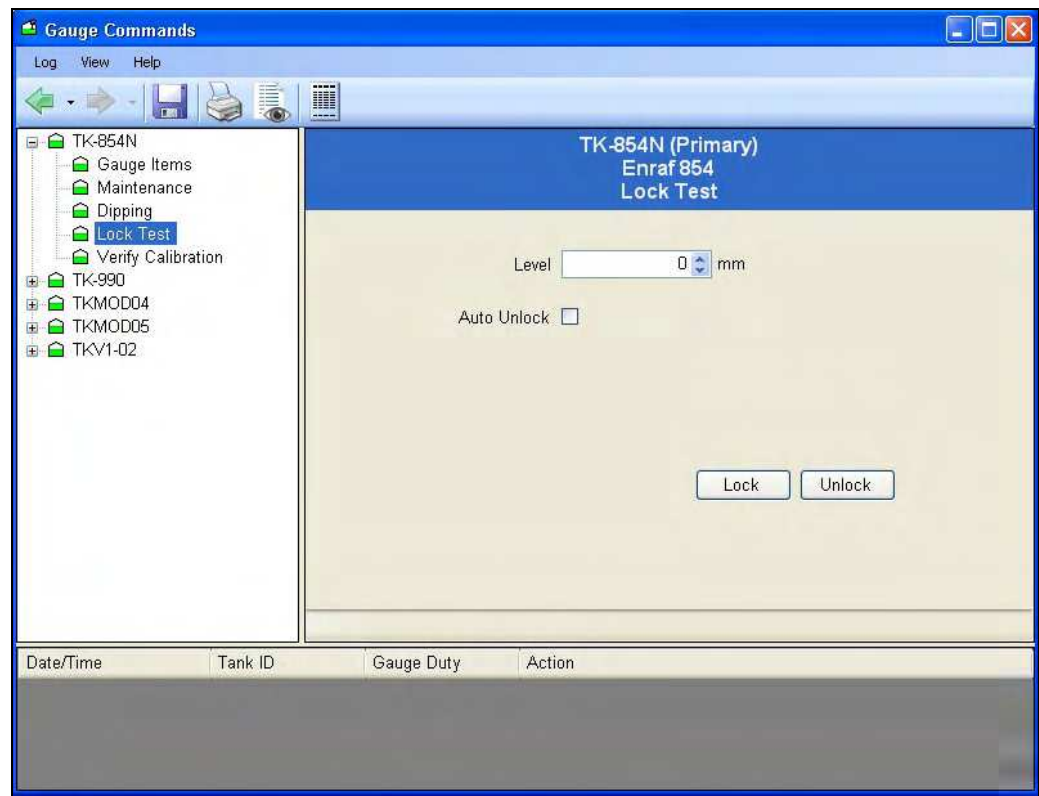 Gauge Commands
Log View Help
TK-854N
Gauge Items
Maintenance
Dipping
Lock Test
Verify Calibration
TK-990
TKMOD04
TKMOD05
TKV1-02
TK-854N (Primary)
Enraf 854
Lock Test
Level 0 mm
Auto Unlock
Lock Unlock
Date/Time Tank ID Gauge Duty Action